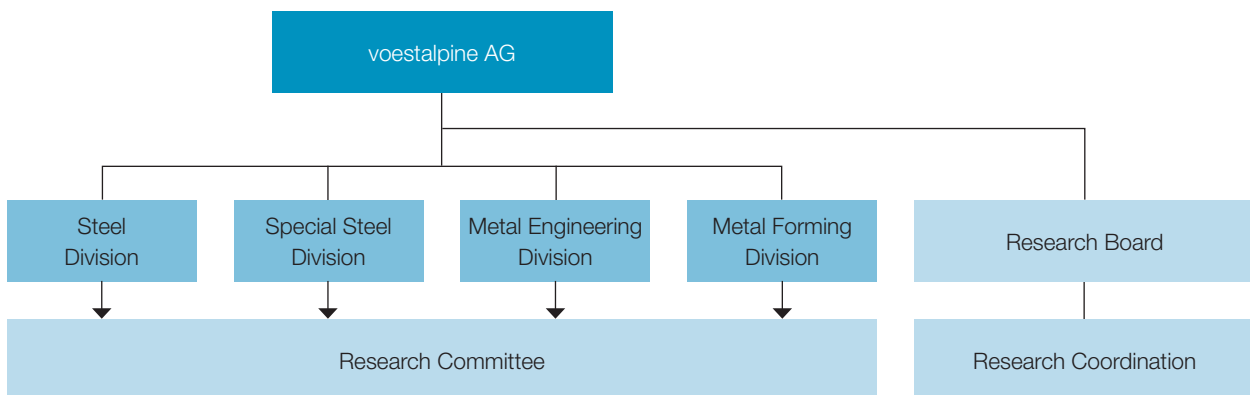 voestalpine AG
Steel
Division
Special Steel
Division
Metal Engineering
Division
Metal Forming
Division
Research Board
Research Committee
Research Coordination